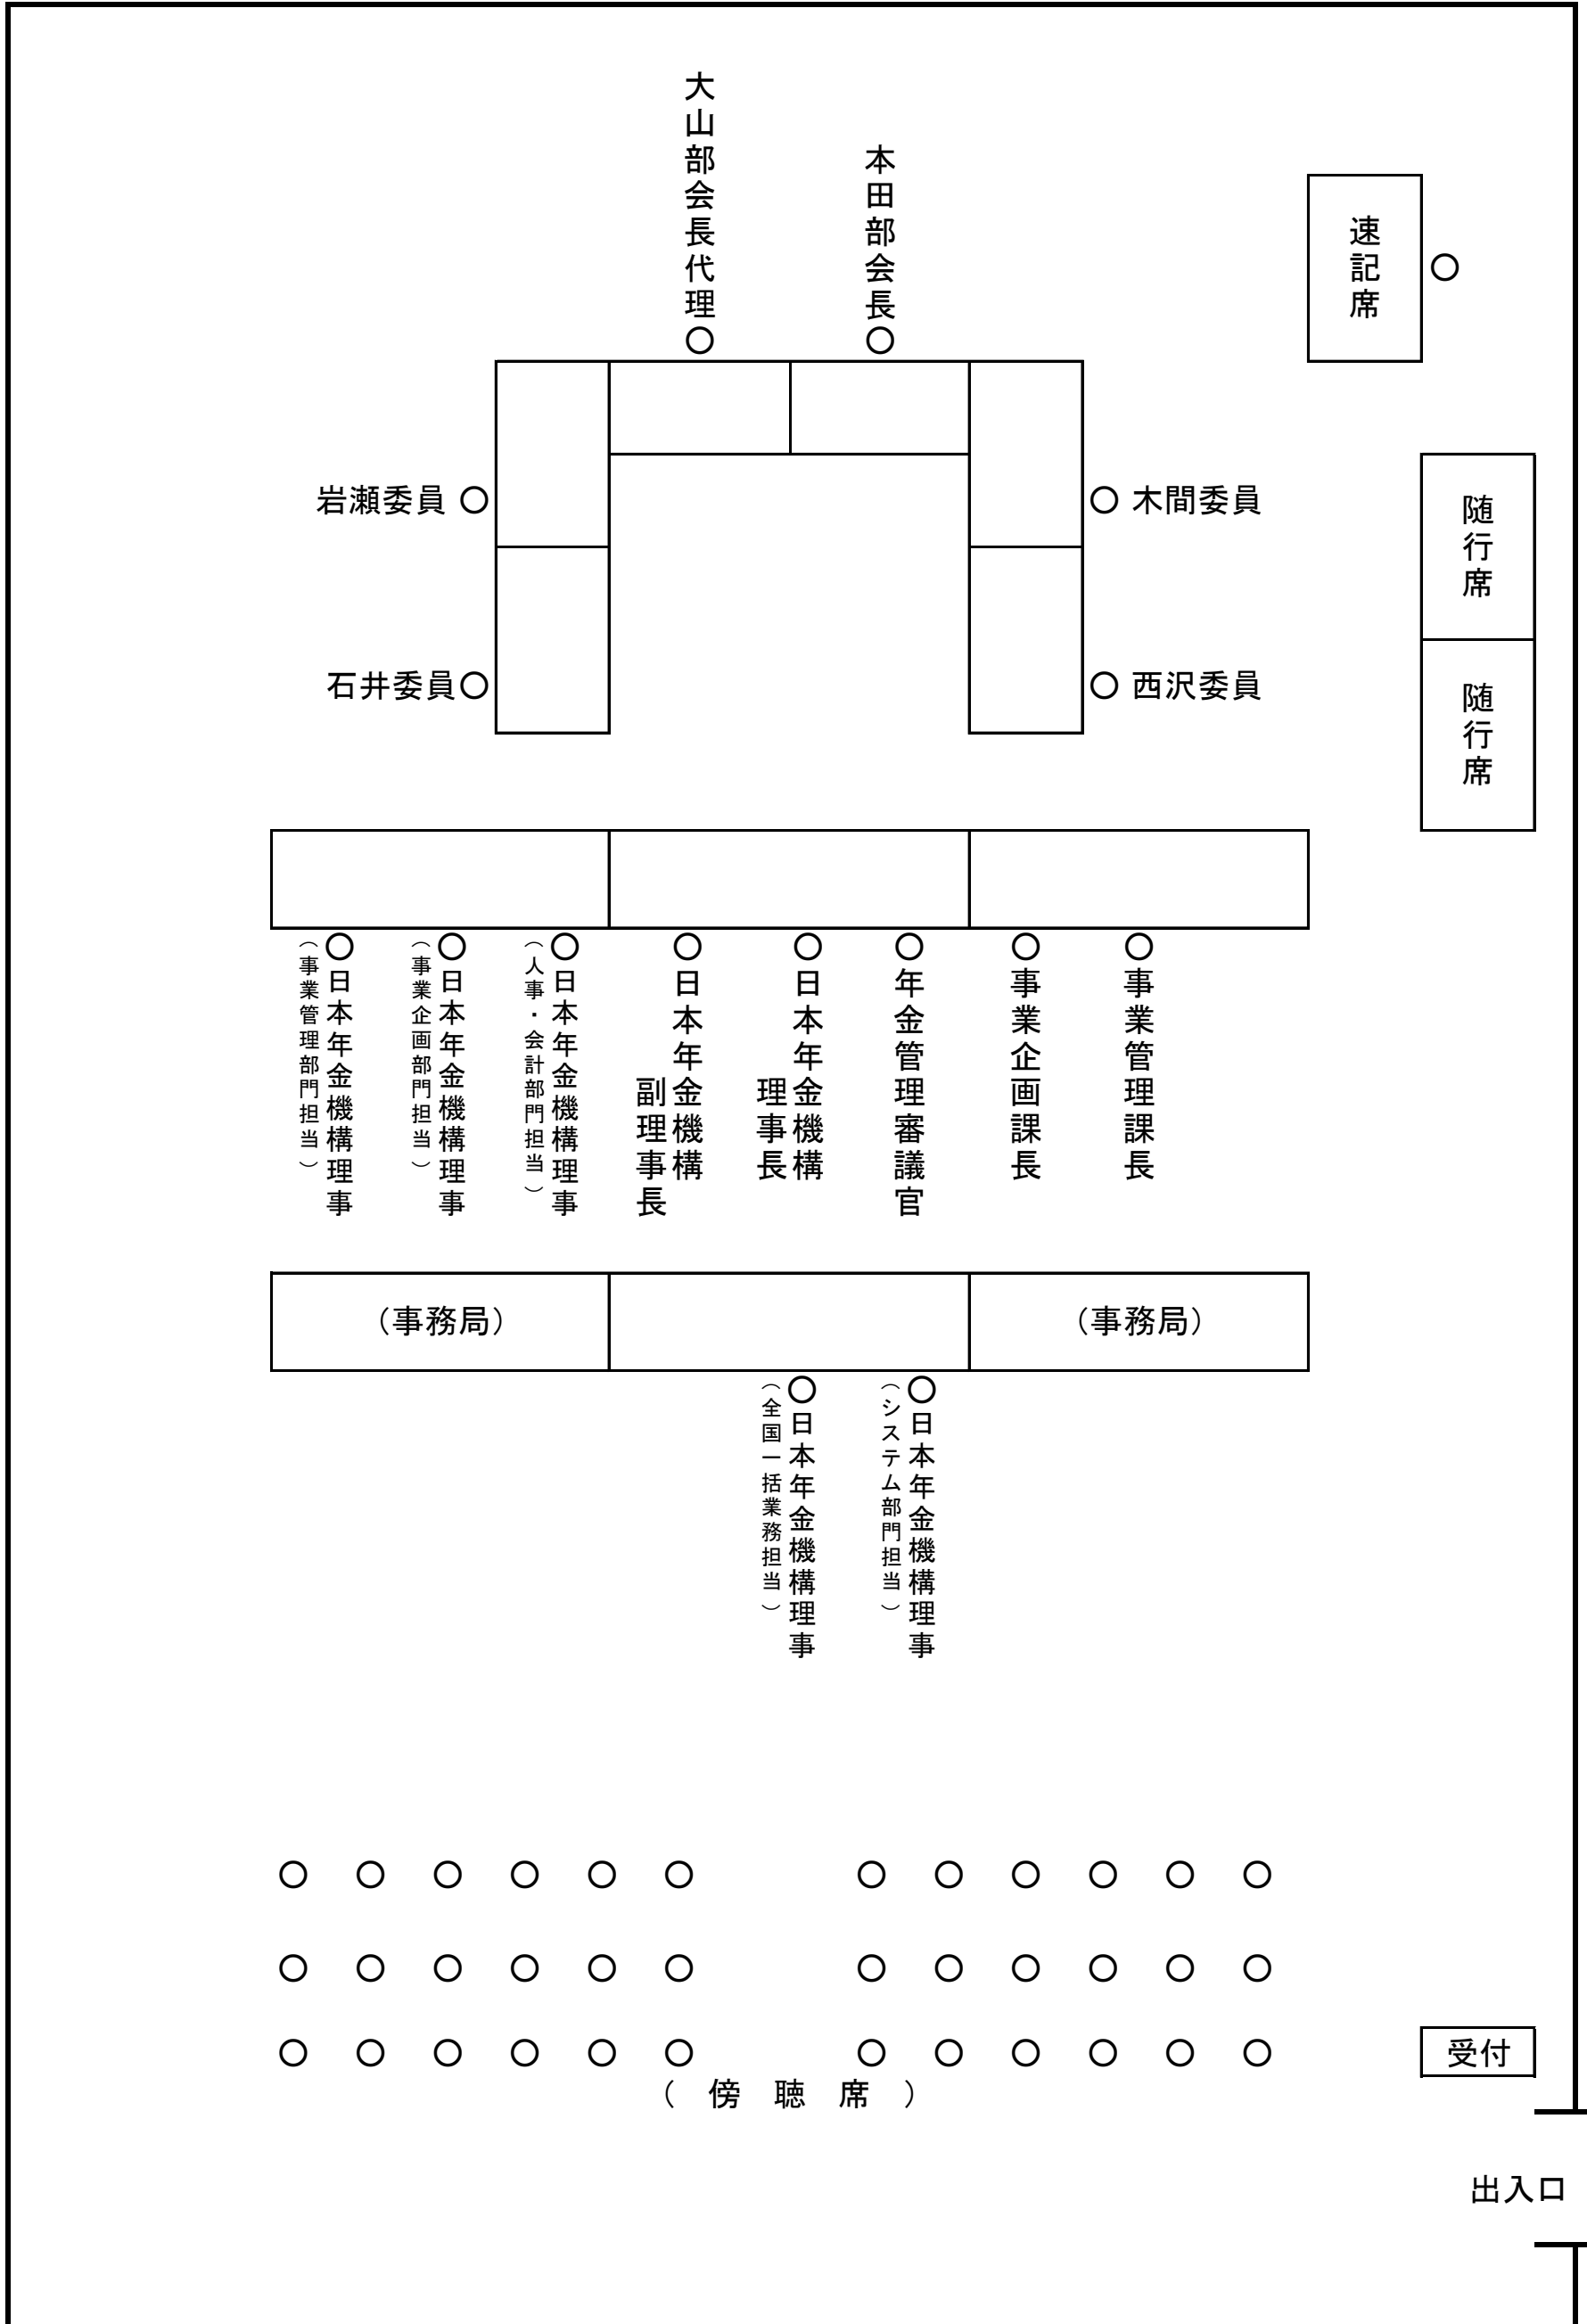 大山部会長代理○
本田部会長○
速記席
○
岩瀬委員 ○
○ 木間委員
随行席
石井委員○
○ 西沢委員
随行席
○日本年金機構理事
（事業管理部門担当）
○日本年金機構理事
（事業企画部門担当）
○日本年金機構理事
（人事・会計部門担当）
○日本年金機構
副理事長
○日本年金機構
理事長
○年金管理審議官
○事業企画課長
○事業管理課長
（事務局）
（事務局）
○日本年金機構理事
（全国一括業務担当）
○日本年金機構理事
（システム部門担当）
○ ○ ○ ○ ○ ○ ○ ○ ○ ○ ○ ○
○ ○ ○ ○ ○ ○ ○ ○ ○ ○ ○ ○
○ ○ ○ ○ ○ ○ ○ ○ ○ ○ ○ ○
受付
（　傍　聴　席　）
出入口